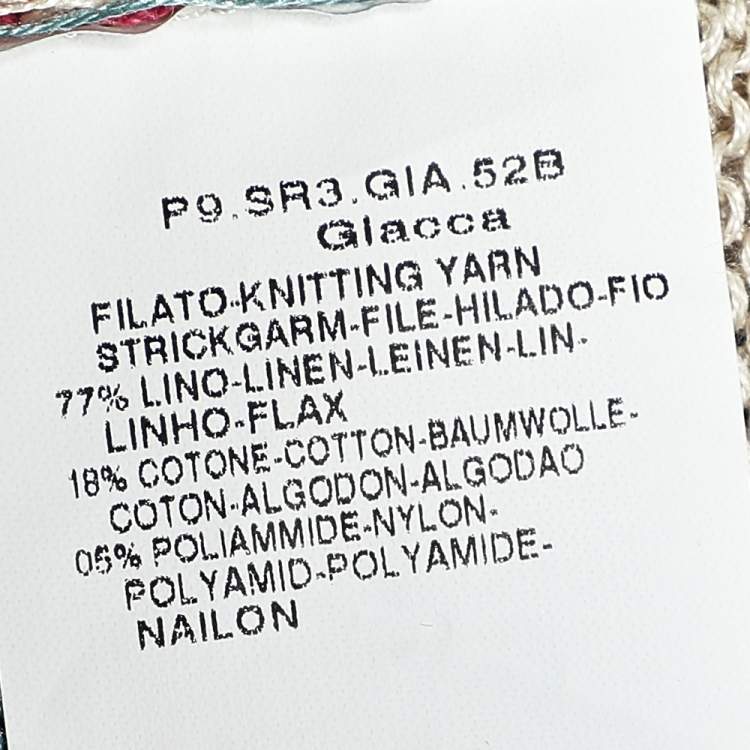 P9.SR3.GIA.52B
Giacca
FILATO-KNITTING YARN
STRICKGARM-FILE-HILADO-FIO
77% LINO-LINEN-LEINEN-LIN-
LINHO-FLAX
18% COTONE-COTTON-BAUMWOLLE-
COTON-ALGODON-ALGODAO
05% POLIAMMIDE-NYLON-
POLYAMID-POLYAMIDE-
NAILON